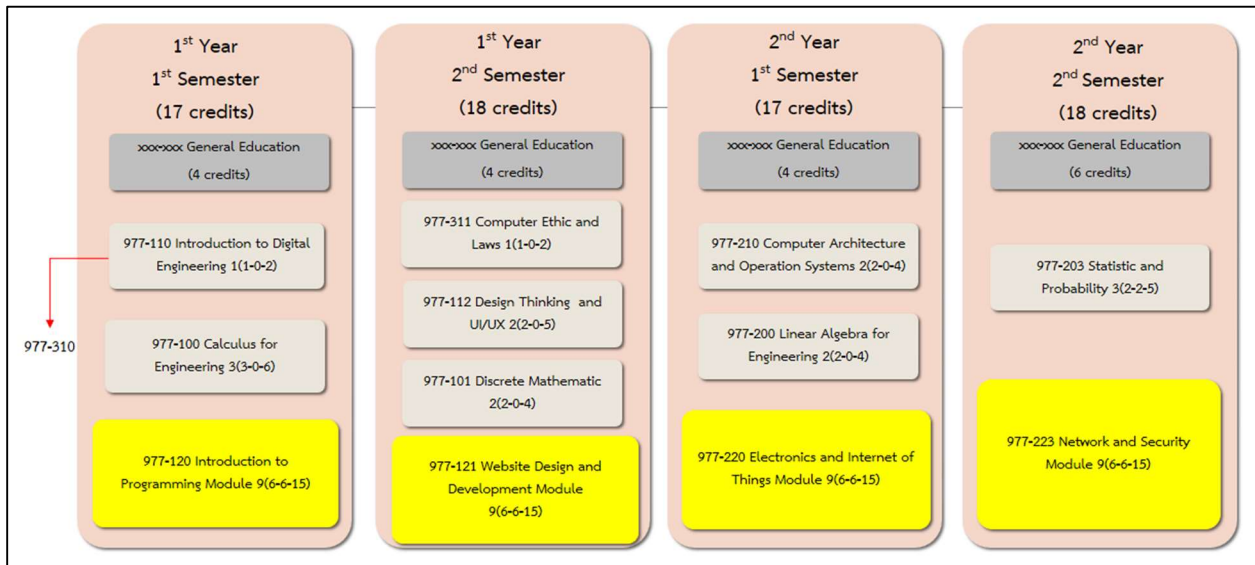 1st Year
1st Semester
(17 credits)
xxx-xxx General Education
(4 credits)
977-110 Introduction to Digital
Engineering 1(1-0-2)
977-310
977-100 Calculus for
Engineering 3(3-0-6)
977-120 Introduction to
Programming Module 9(6-6-15)
1st Year
2nd Semester
(18 credits)
xxx-xxx General Education
(4 credits)
977-311 Computer Ethic and
Laws 1(1-0-2)
977-112 Design Thinking and
UI/UX 2(2-0-5)
977-101 Discrete Mathematic
2(2-0-4)
977-121 Website Design and
Development Module
9(6-6-15)
2nd Year
1st Semester
(17 credits)
xxx-xxx General Education
(4 credits)
977-210 Computer Architecture
and Operation Systems 2(2-0-4)
977-200 Linear Algebra for
Engineering 2(2-0-4)
977-220 Electronics and Internet of
Things Module 9(6-6-15)
2nd Year
2nd Semester
(18 credits)
xxx-xxx General Education
(6 credits)
977-203 Statistic and
Probability 3(2-2-5)
977-223 Network and Security
Module 9(6-6-15)